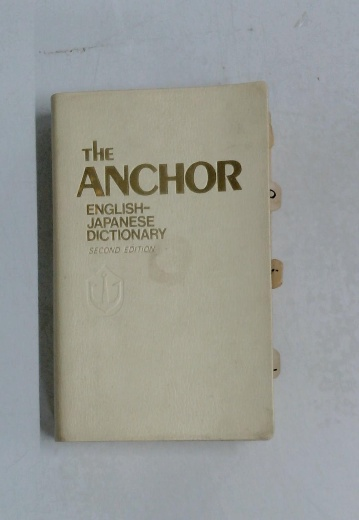 THE
ANCHOR
ENGLISH-
JAPANESE
DICTIONARY
SECOND EDITION